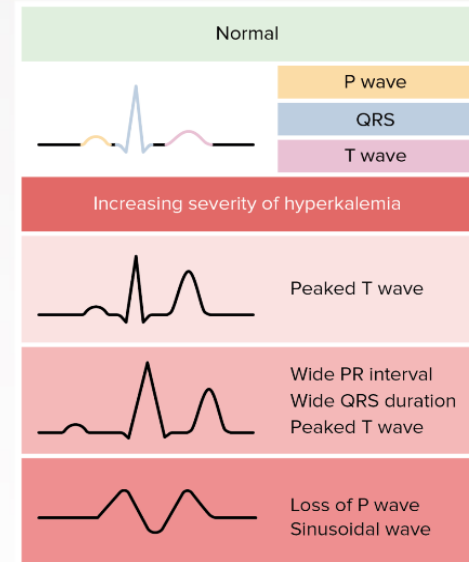 Normal
P wave
QRS
T wave
Increasing severity of hyperkalemia
Peaked T wave
Wide PR interval
Wide QRS duration
Peaked T wave
Loss of P wave
Sinusoidal wave